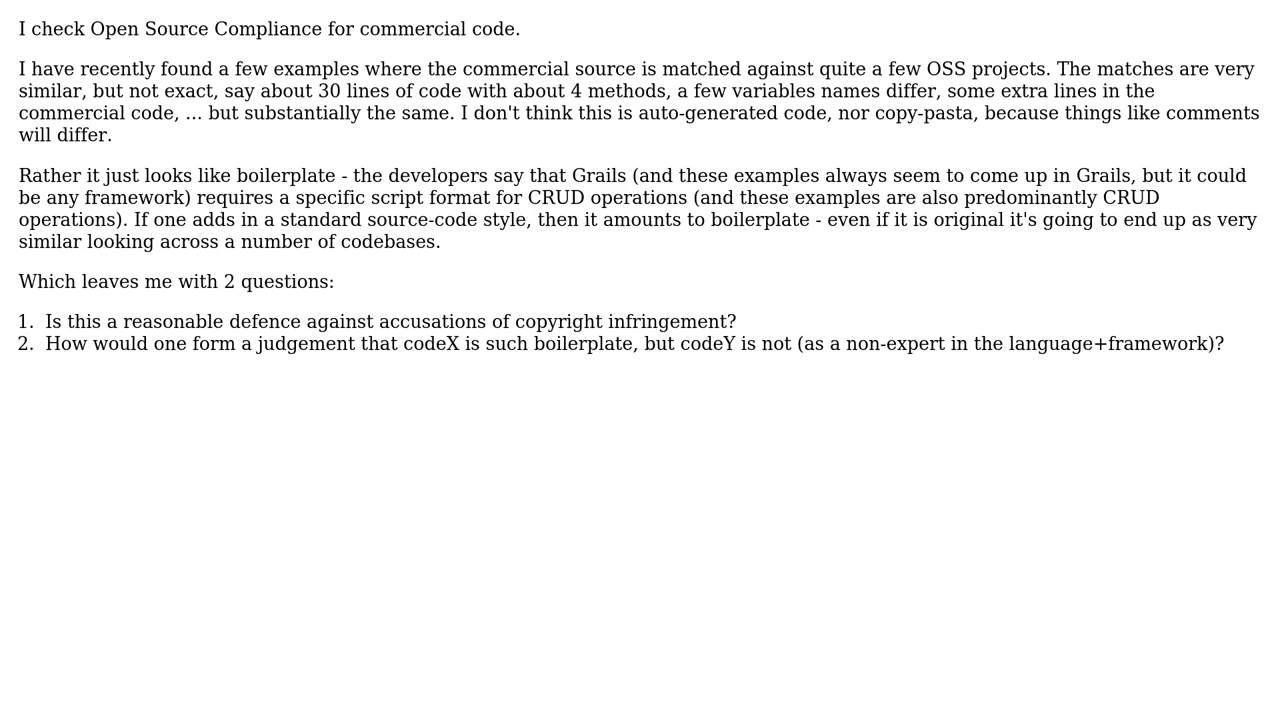 I check Open Source Compliance for commercial code.
I have recently found a few examples where the commercial source is matched against quite a few OSS projects. The matches are very
similar, but not exact, say about 30 lines of code with about 4 methods, a few variables names differ, some extra lines in the
commercial code, ... but substantially the same. I don't think this is auto-generated code, nor copy-pasta, because things like comments
will differ.
Rather it just looks like boilerplate - the developers say that Grails (and these examples always seem to come up in Grails, but it could
be any framework) requires a specific script format for CRUD operations (and these examples are also predominantly CRUD
operations). If one adds in a standard source-code style, then it amounts to boilerplate - even if it is original it's going to end up as very
similar looking across a number of codebases.
Which leaves me with 2 questions:
1. Is this a reasonable defence against accusations of copyright infringement?
2. How would one form a judgement that codeX is such boilerplate, but codeY is not (as a non-expert in the language+framework)?